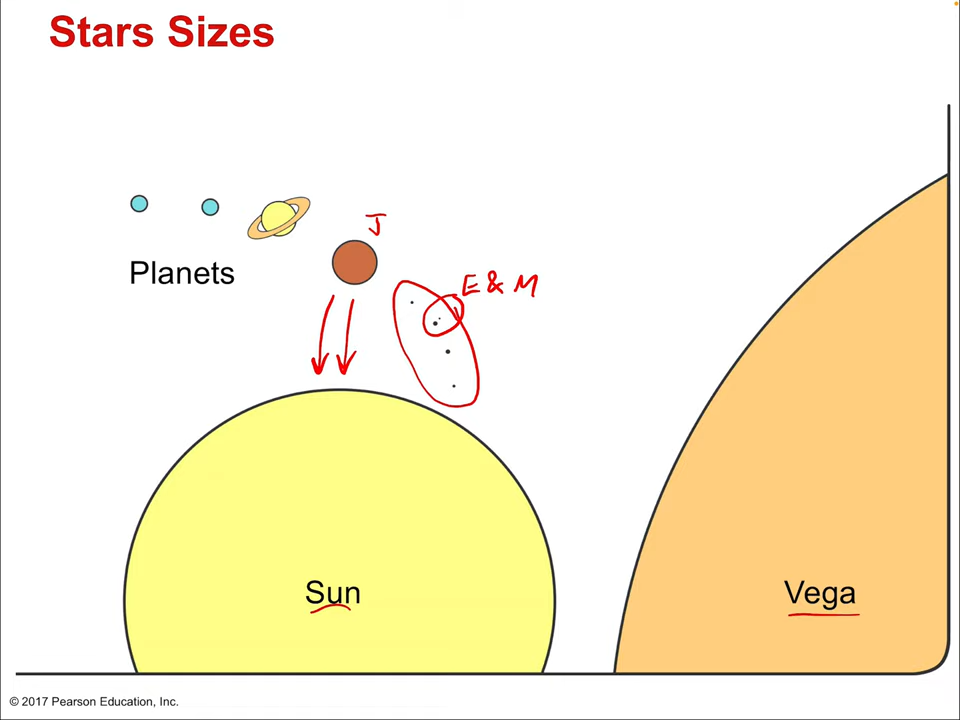 Stars Sizes
J
Planets
E & M
Sun
Vega
© 2017 Pearson Education, Inc.